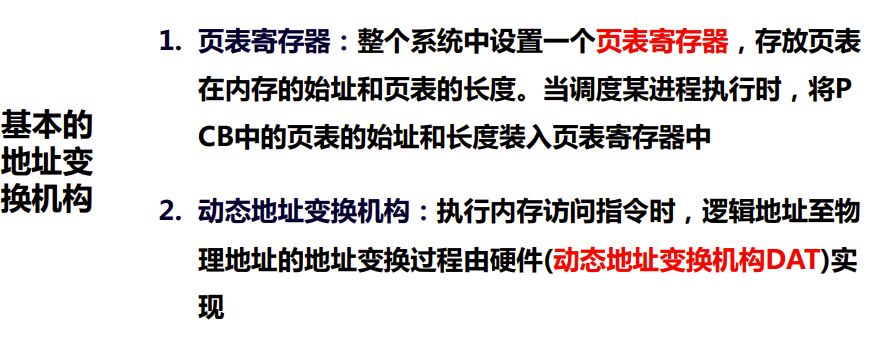 基本的
地址变
换机构
1. 页表寄存器：整个系统中设置一个页表寄存器，存放页表
在内存的始址和页表的长度。当调度某进程执行时，将P
CB中的页表的始址和长度装入页表寄存器中
2. 动态地址变换机构：执行内存访问指令时，逻辑地址至物
理地址的地址变换过程由硬件(动态地址变换机构DAT)实
现